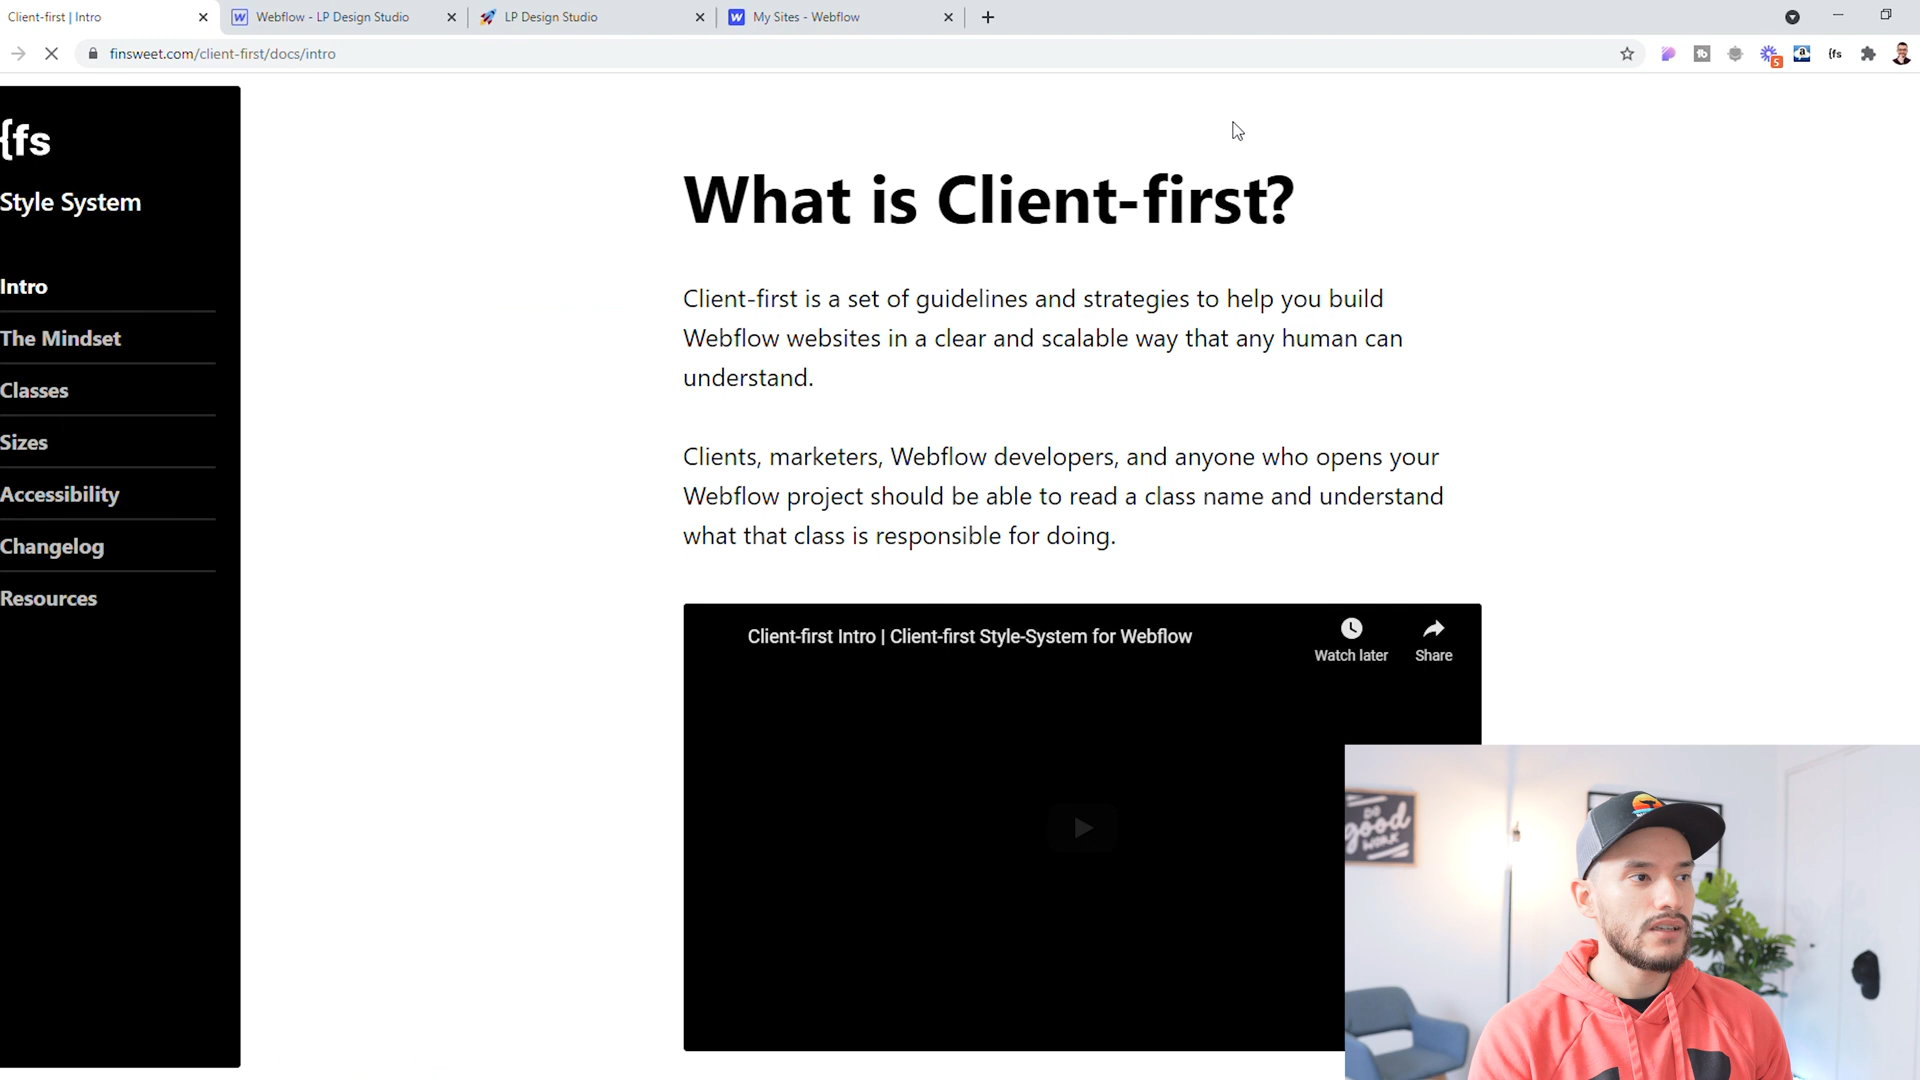 Client-first | Intro
Webflow - LP Design Studio
LP Design Studio
My Sites - Webflow
finsweet.com/client-first/docs/intro
5
{fs
{fs
Style System
Intro
The Mindset
Classes
Sizes
Accessibility
Changelog
Resources
What is Client-first?
Client-first is a set of guidelines and strategies to help you build
Webflow websites in a clear and scalable way that any human can
understand.
Clients, marketers, Webflow developers, and anyone who opens your
Webflow project should be able to read a class name and understand
what that class is responsible for doing.
Client-first Intro | Client-first Style-System for Webflow
Watch later
Share
DO
good
WORK